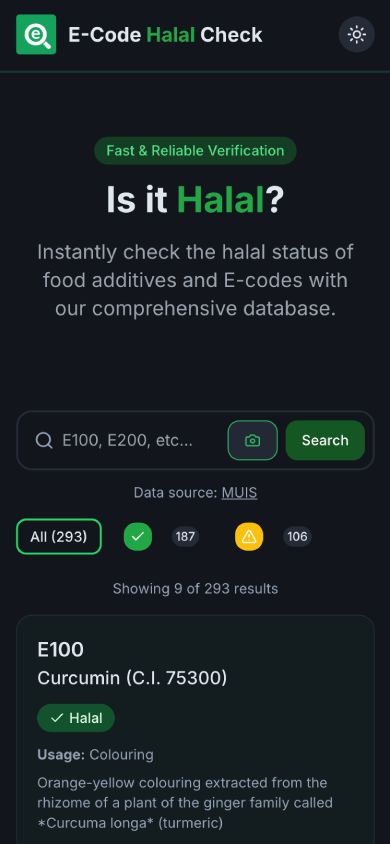 e
E-Code Halal Check
Fast & Reliable Verification
Is it Halal?
Instantly check the halal status of
food additives and E-codes with
our comprehensive database.
E100, E200, etc...
Search
Data source: MUIS
All (293)
187
106
Showing 9 of 293 results
E100
Curcumin (C.I. 75300)
Halal
Usage: Colouring
Orange-yellow colouring extracted from the
rhizome of a plant of the ginger family called
*Curcuma longa* (turmeric)